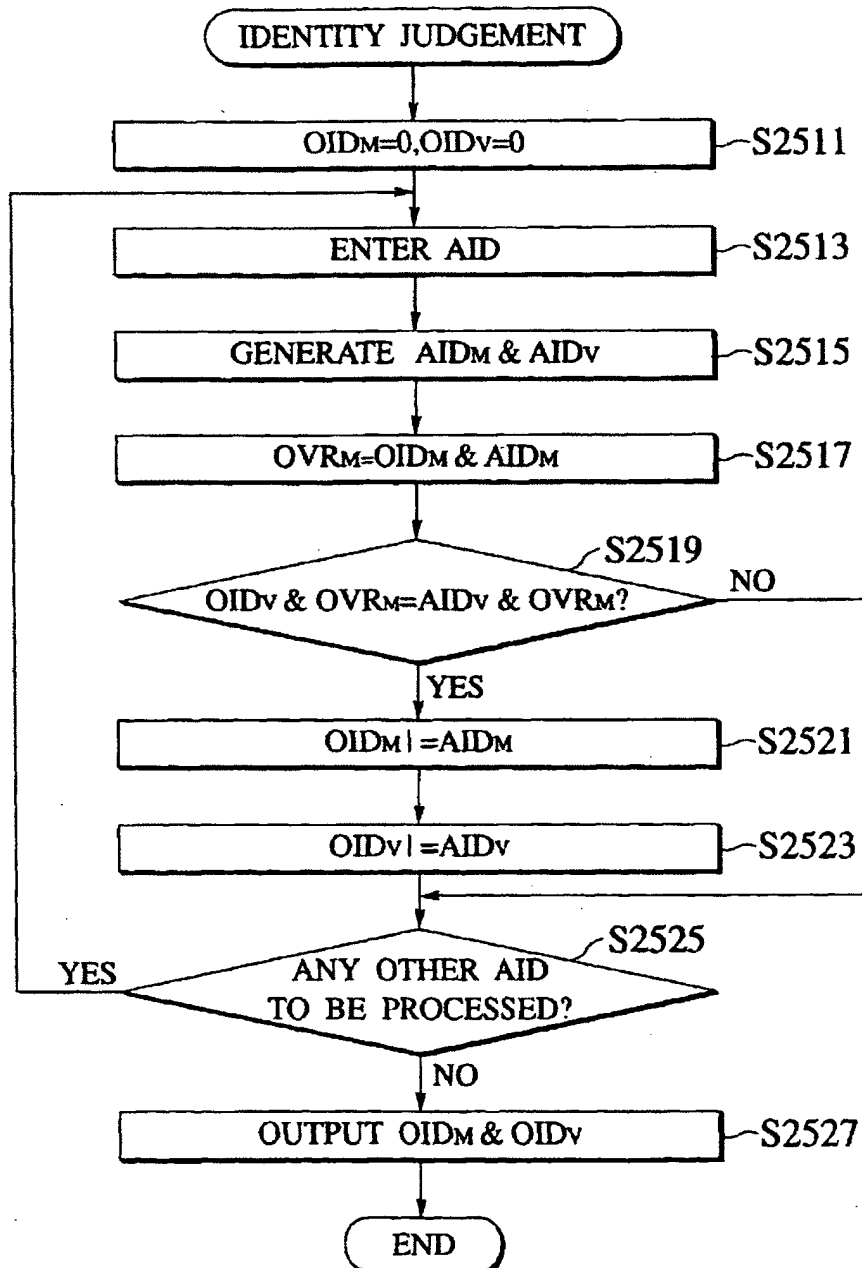 IDENTITY JUDGEMENT
OIDM=0,OIDV=0
S2511
ENTER AID
S2513
GENERATE AIDM & AIDV
S2515
OVRM=OIDM & AIDM
S2517
S2519
OIDV & OVRM=AIDV & OVRM?
NO
YES
OIDM|=AIDM
S2521
OIDV|=AIDV
S2523
S2525
YES
ANY OTHER AID
TO BE PROCESSED?
NO
OUTPUT OIDM & OIDV
S2527
END